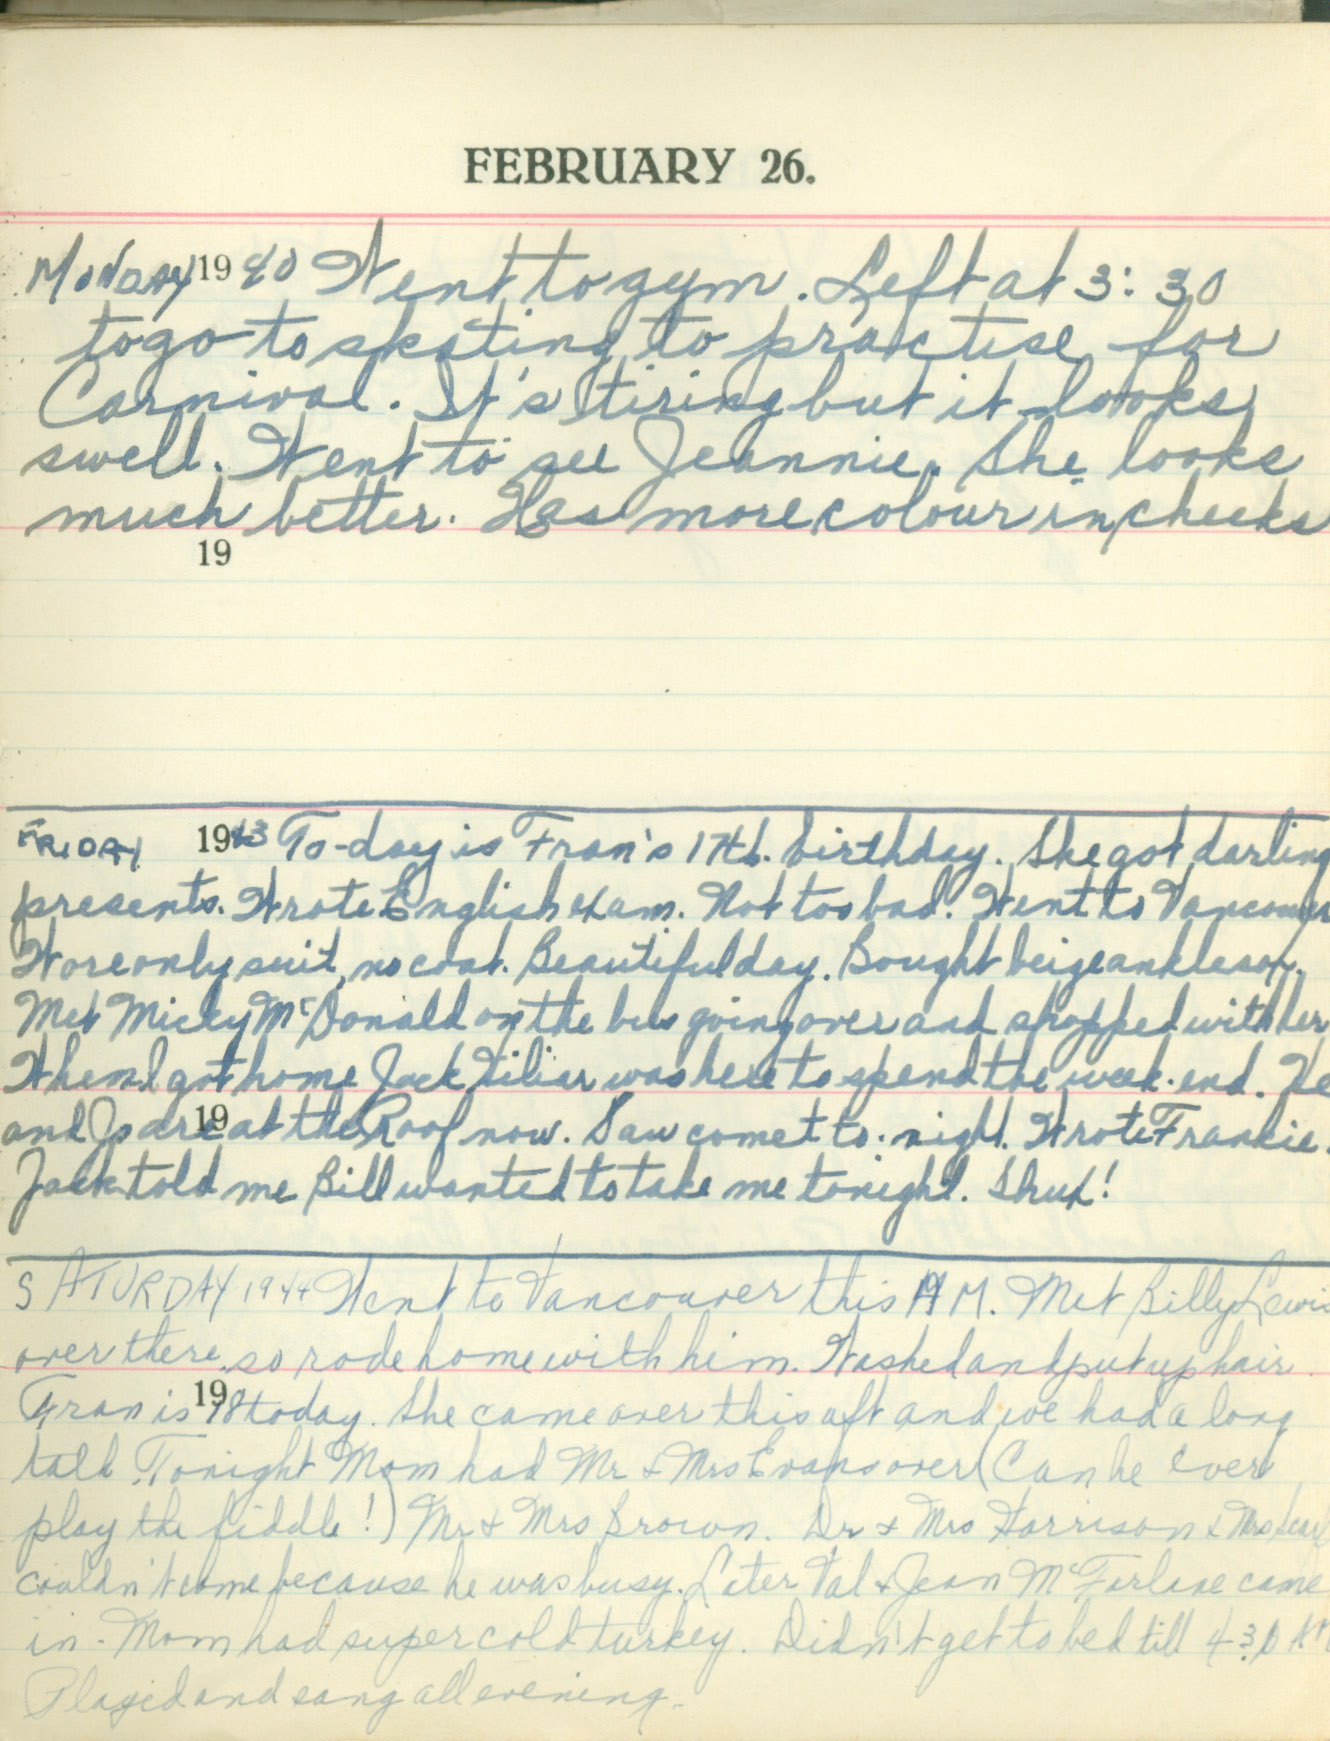 FEBRUARY 26.
MONDAY 1940 Went to gym. Left at 3:30
to go to skating to practise for
Carnival. It's tiring but it looks
swell. Went to see Jeannie. She looks
much better. Has more colour in cheeks
19
FRIDAY 1943 To-day is Fran's 17th. birthday. She got darling
presents. Wrote English exam. Not too bad. Went to Vancouver
Wore only suit, no coat. Beautiful day. Bought beige ankle sox.
Met Micky McDonald on the bus going over and shopped with her
When I got home Jack was here to spend the week-end. He
and Jo are at the Roof now. Saw comet to-night. Wrote Frankie.
19
Jack told me Bill wanted to take me tonight. Shux!
SATURDAY 1944 Went to Vancouver this AM. Met Billy Lewis
over there so rode home with him. Washed and put up hair.
19
Fran is 18 today. She came over this aft and we had a long
talk. Tonight Mom had Mr & Mrs Evans over (Can he ever
play the fiddle!) Mr & Mrs Brown. Dr & Mrs Harrison & Mrs
couldn't come because he was busy. Later Val & Jean McFarlane came
in. Mom had super cold turkey. Didn't get to bed till 4:30 AM
Played and sang all evening.